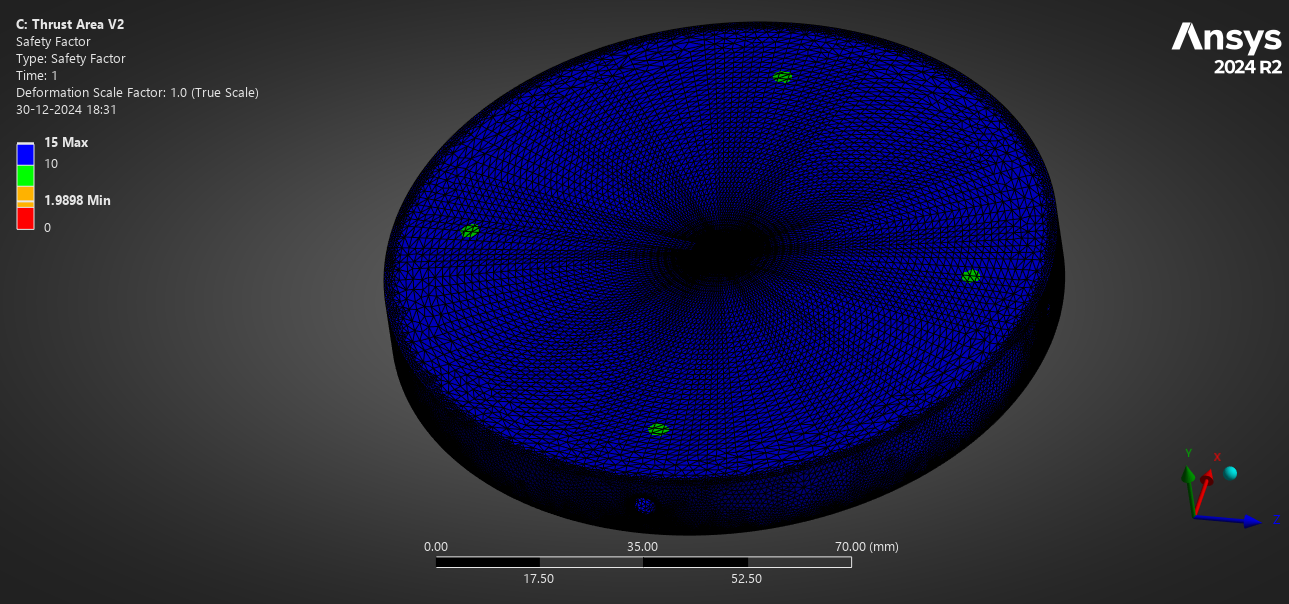 C: Thrust Area V2
Safety Factor
Type: Safety Factor
Time: 1
Deformation Scale Factor: 1.0 (True Scale)
30-12-2024 18:31
15 Max
10
1.9898 Min
0
Ansys
2024 R2
0.00
35.00
70.00 (mm)
17.50
52.50
Y
X
Z